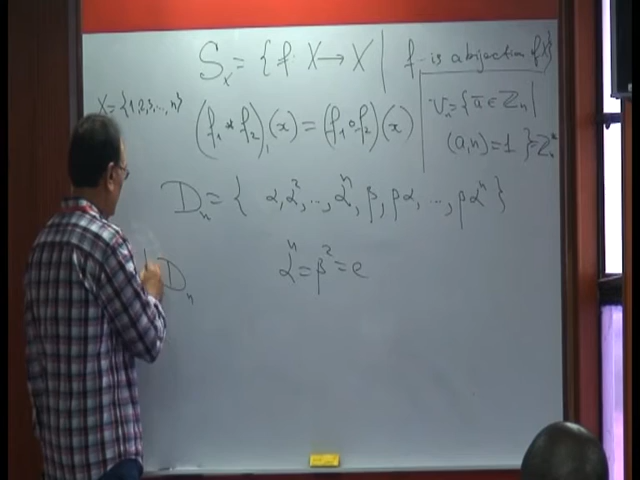 S_X = { f: X → X | f is a bijection of X }
X = {1,2,3,...,n}
(f₁ * f₂)(x) = (f₁ ∘ f₂)(x)
U_n = { a̅ ∈ ℤ_n |
(a,n) = 1 } ℤ_n^*
D_n = { α, α², ..., αⁿ, β, βα, ..., βαⁿ }
αⁿ = β² = e
| D_n